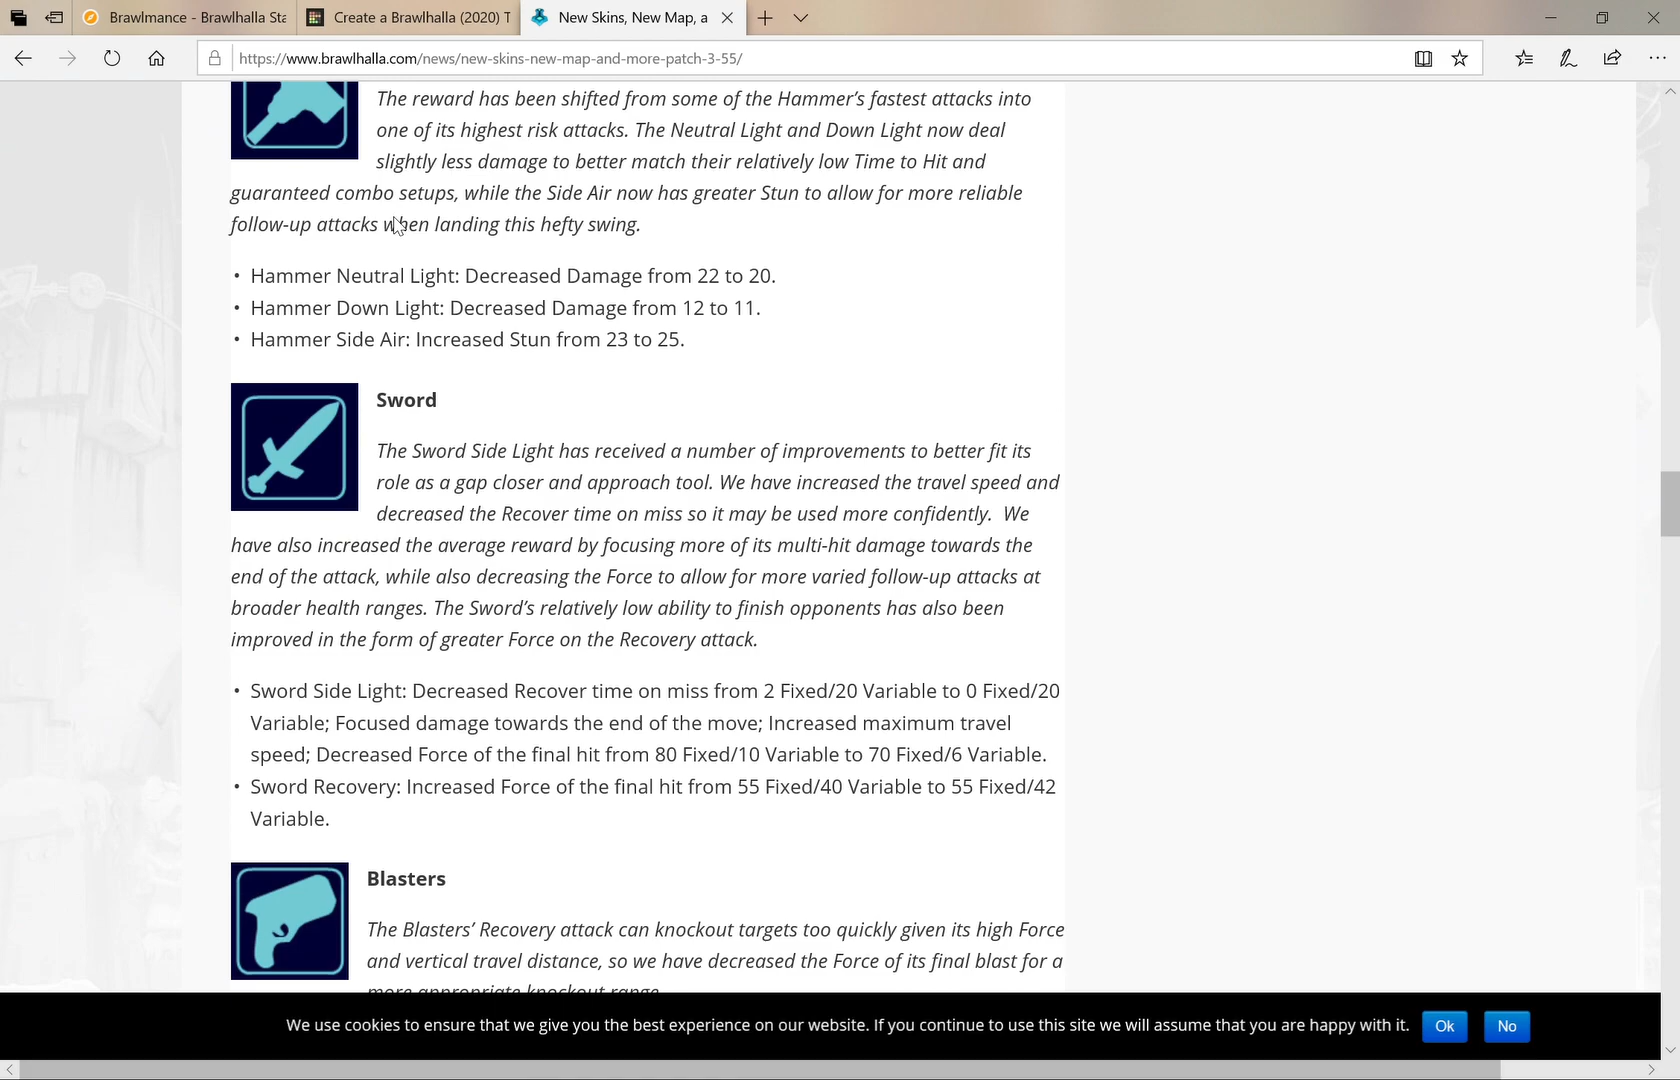 Brawlmance - Brawlhalla Sta
Create a Brawlhalla (2020) T
New Skins, New Map, a
https://www.brawlhalla.com/news/new-skins-new-map-and-more-patch-3-55/
The reward has been shifted from some of the Hammer’s fastest attacks into
one of its highest risk attacks. The Neutral Light and Down Light now deal
slightly less damage to better match their relatively low Time to Hit and
guaranteed combo setups, while the Side Air now has greater Stun to allow for more reliable
follow-up attacks when landing this hefty swing.
• Hammer Neutral Light: Decreased Damage from 22 to 20.
• Hammer Down Light: Decreased Damage from 12 to 11.
• Hammer Side Air: Increased Stun from 23 to 25.
Sword
The Sword Side Light has received a number of improvements to better fit its
role as a gap closer and approach tool. We have increased the travel speed and
decreased the Recover time on miss so it may be used more confidently.  We
have also increased the average reward by focusing more of its multi-hit damage towards the
end of the attack, while also decreasing the Force to allow for more varied follow-up attacks at
broader health ranges. The Sword’s relatively low ability to finish opponents has also been
improved in the form of greater Force on the Recovery attack.
• Sword Side Light: Decreased Recover time on miss from 2 Fixed/20 Variable to 0 Fixed/20
Variable; Focused damage towards the end of the move; Increased maximum travel
speed; Decreased Force of the final hit from 80 Fixed/10 Variable to 70 Fixed/6 Variable.
• Sword Recovery: Increased Force of the final hit from 55 Fixed/40 Variable to 55 Fixed/42
Variable.
Blasters
The Blasters’ Recovery attack can knockout targets too quickly given its high Force
and vertical travel distance, so we have decreased the Force of its final blast for a
more appropriate knockout range.
We use cookies to ensure that we give you the best experience on our website. If you continue to use this site we will assume that you are happy with it.
Ok
No